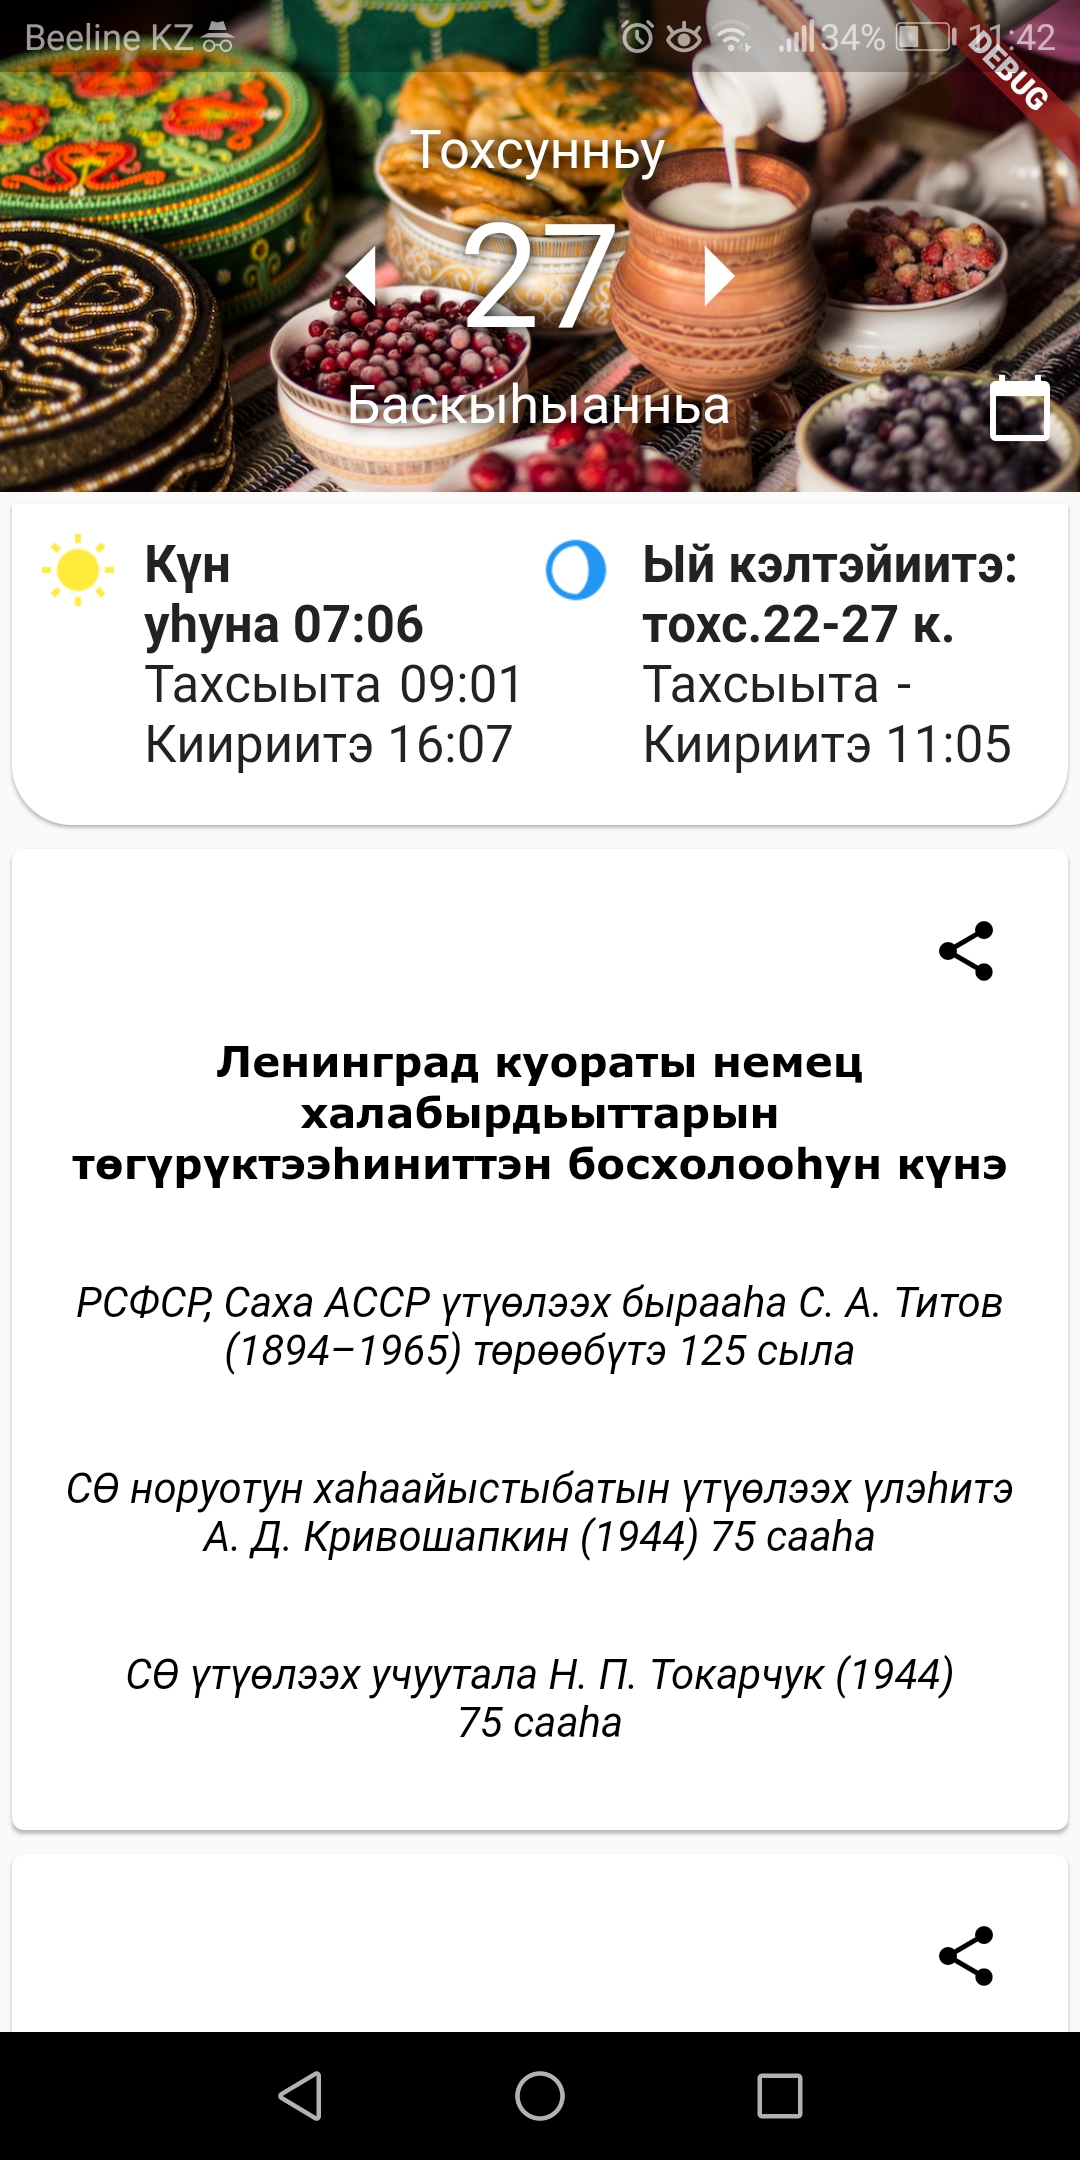 Beeline KZ 34% 11:42
DEBUG
Тохсунньу
27
Баскыһыанньа
Күн
уһуна 07:06
Тахсыыта 09:01
Киириитэ 16:07
Ый кэлтэйиитэ:
тохс.22-27 к.
Тахсыыта -
Киириитэ 11:05
Ленинград куораты немец
халабырдьыттарын
төгүрүктээһиниттэн босхолооһун күнэ
РСФСР, Саха АССР үтүөлээх бырааһа С. А. Титов
(1894–1965) төрөөбүтэ 125 сыла
СӨ норуотун хаһаайыстыбатын үтүөлээх үлэһитэ
А. Д. Кривошапкин (1944) 75 сааһа
СӨ үтүөлээх учуутала Н. П. Токарчук (1944)
75 сааһа